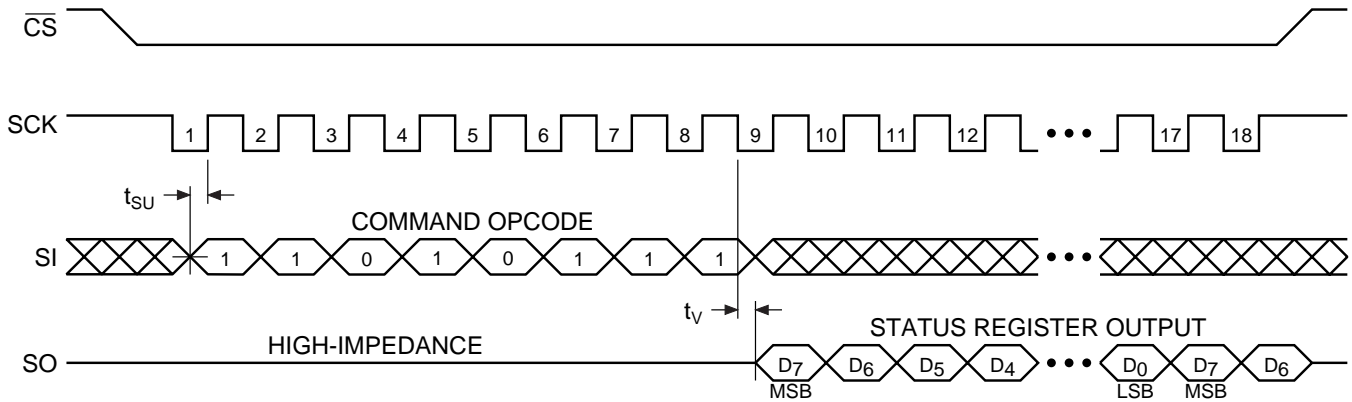 CS
SCK 1 2 3 4 5 6 7 8 9 10 11 12 ••• 17 18
tSU
COMMAND OPCODE
SI 1 1 0 1 0 1 1 1 •••
tV
HIGH-IMPEDANCE
STATUS REGISTER OUTPUT
SO D7 D6 D5 D4 ••• D0 D7 D6
MSB LSB MSB